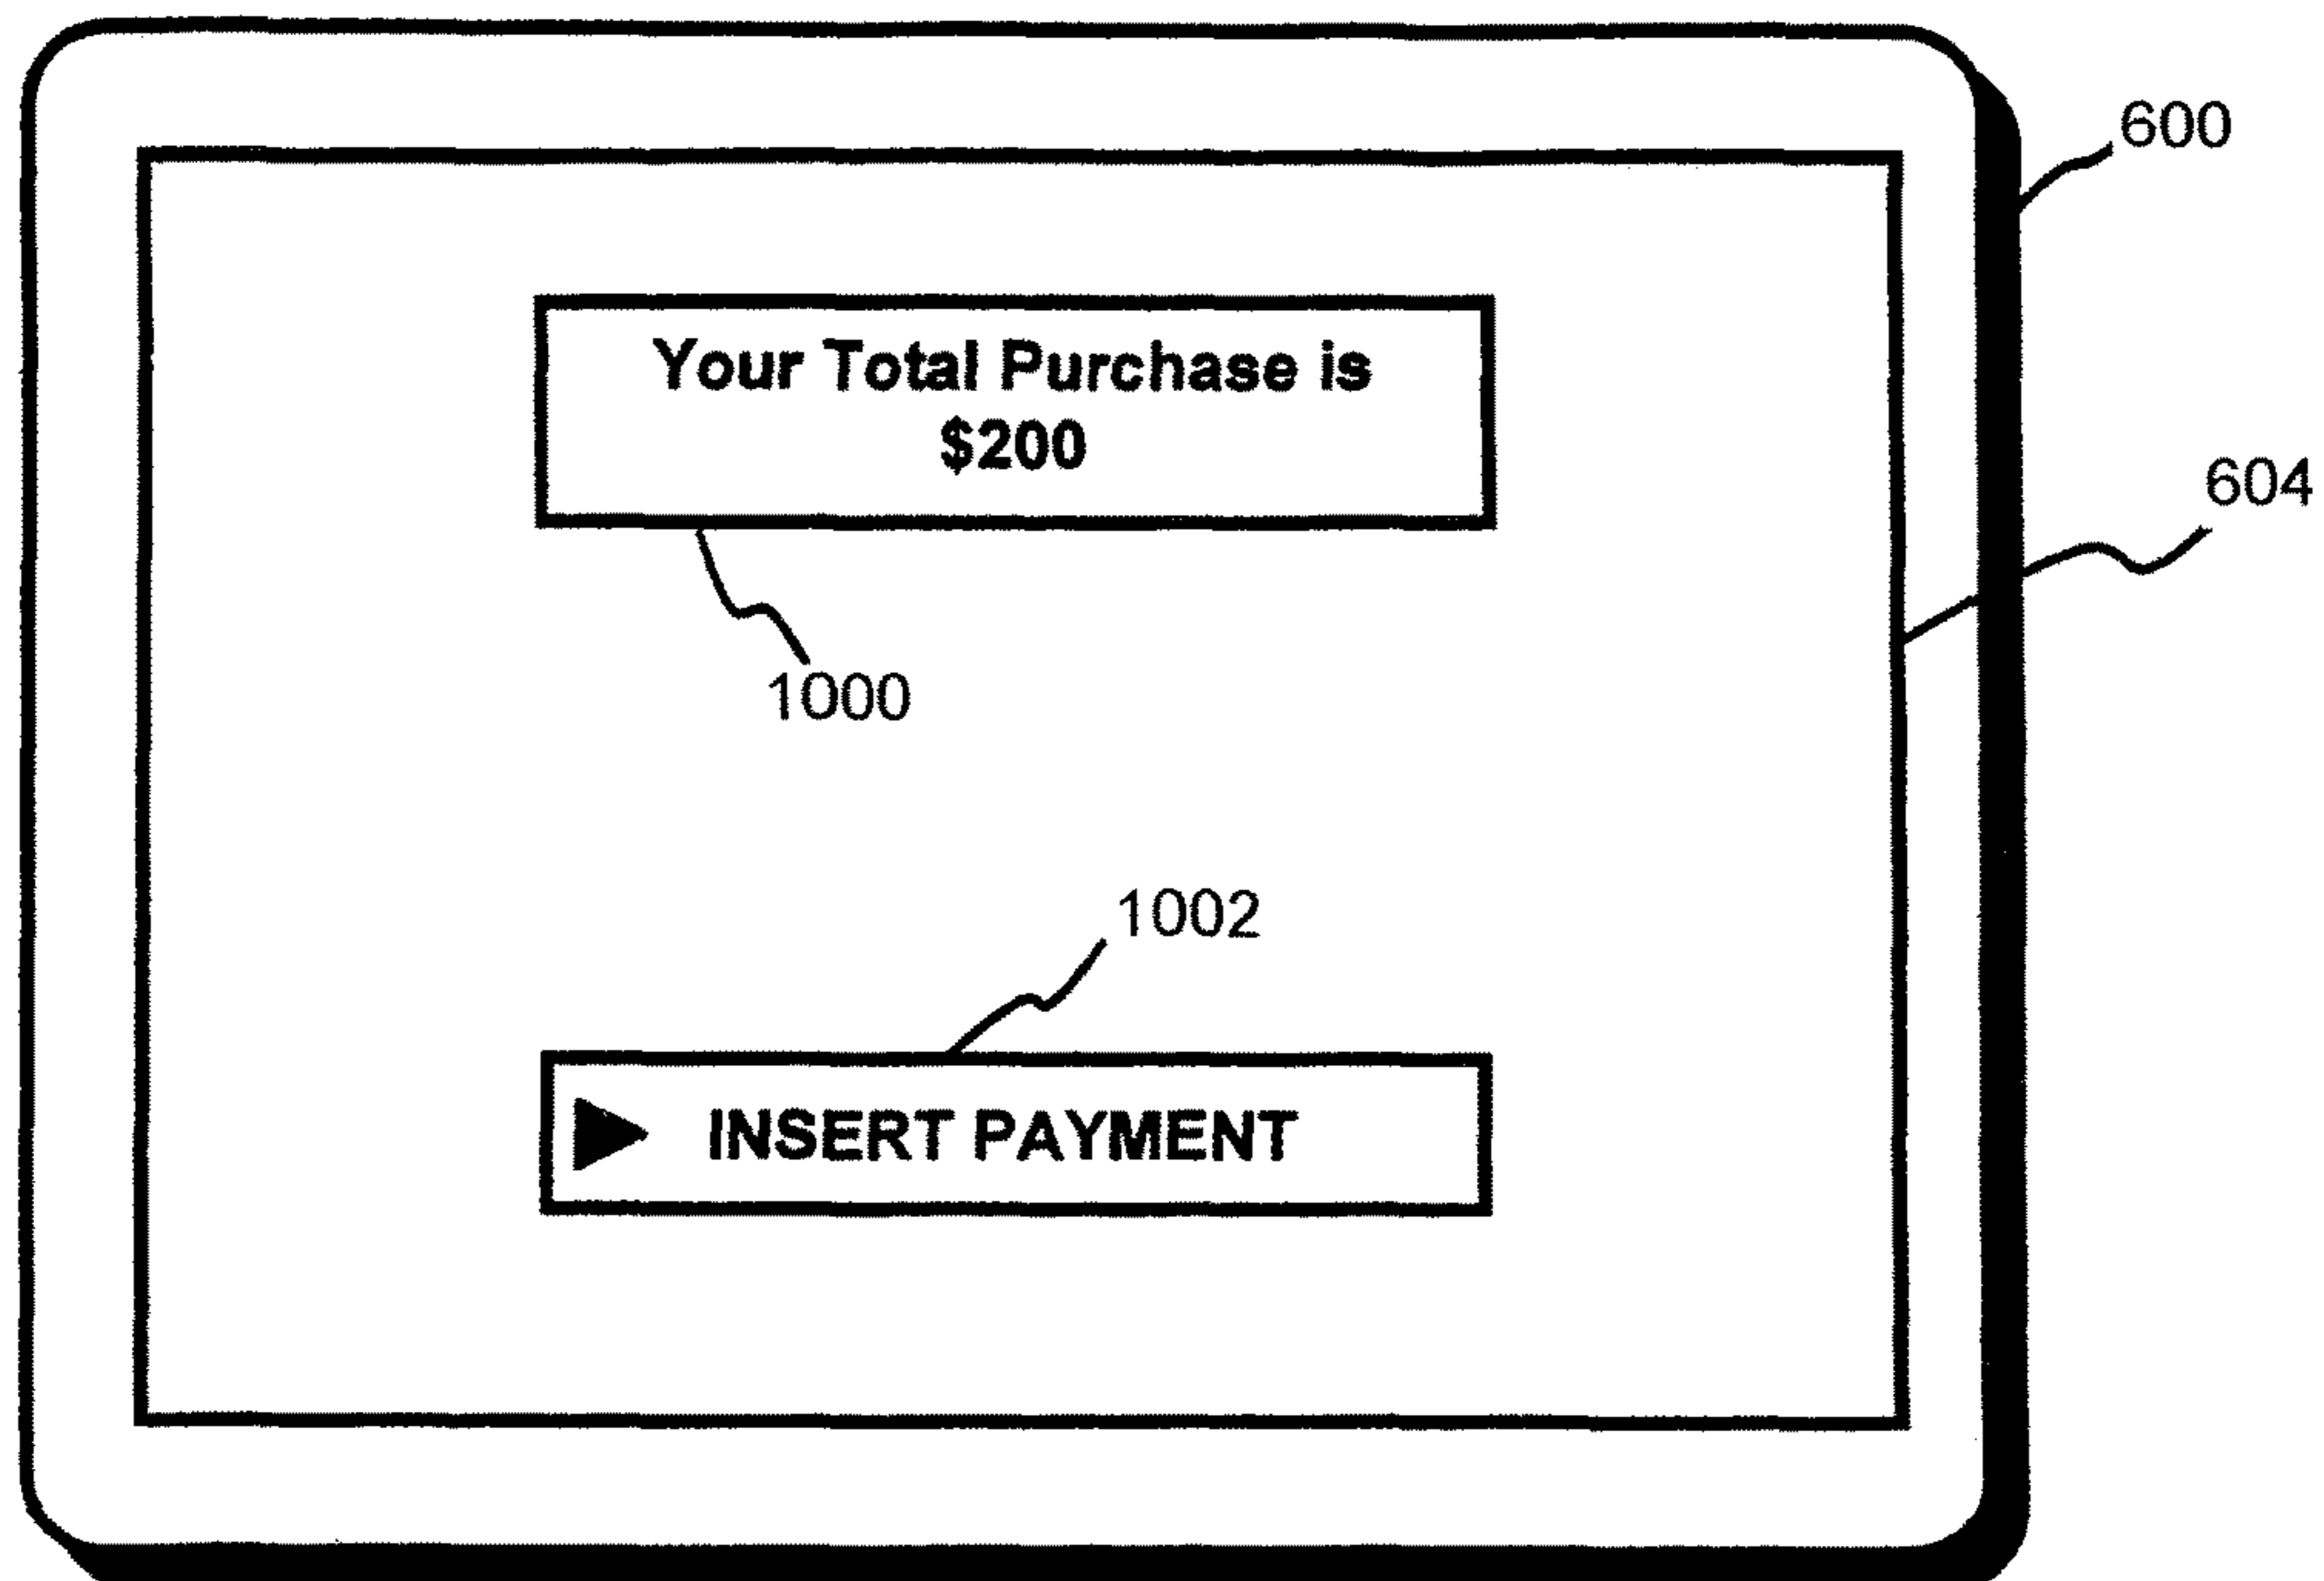 600
Your Total Purchase is
$200
604
1000
1002
INSERT PAYMENT